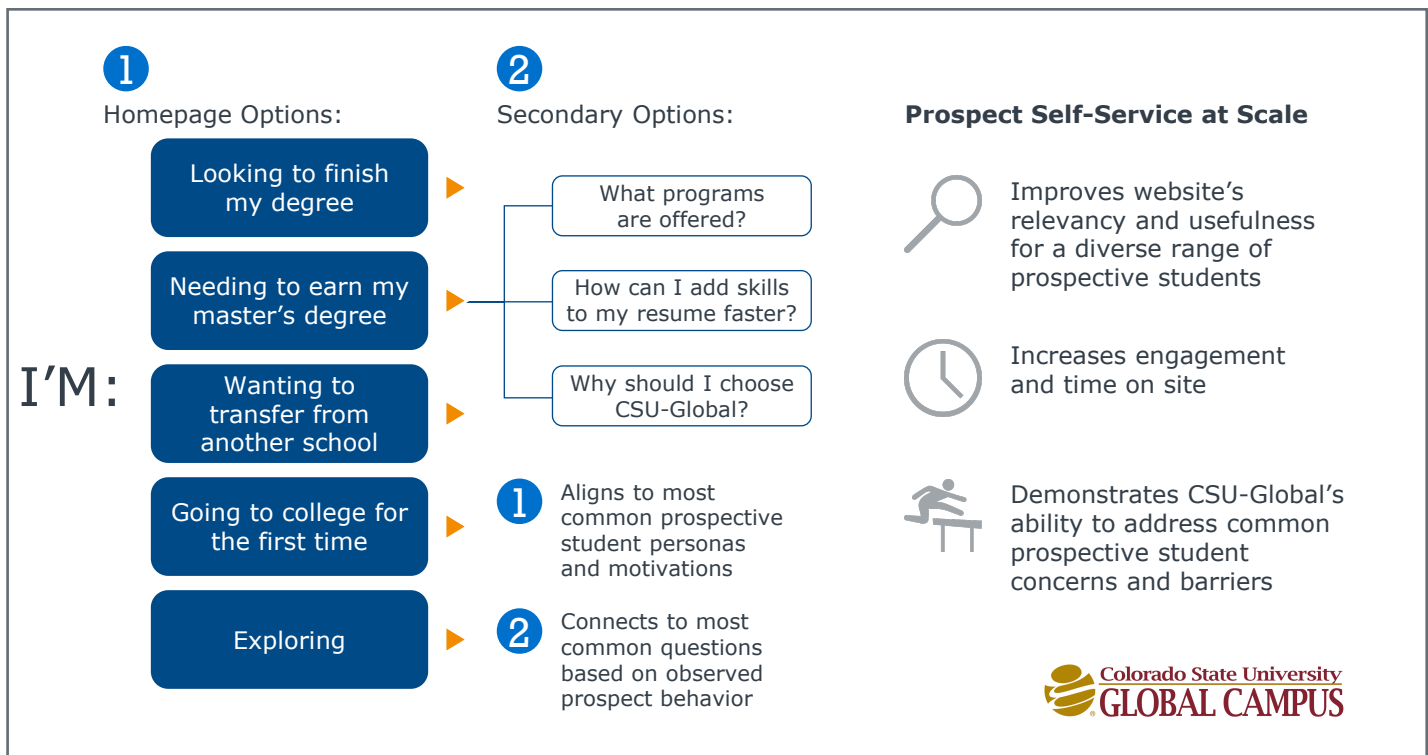 1
Homepage Options:
I'M:
Looking to finish
my degree
Needing to earn my
master's degree
Wanting to
transfer from
another school
Going to college for
the first time
Exploring
2
Secondary Options:
What programs
are offered?
How can I add skills
to my resume faster?
Why should I choose
CSU-Global?
1
Aligns to most
common prospective
student personas
and motivations
2
Connects to most
common questions
based on observed
prospect behavior
Prospect Self-Service at Scale
Improves website's
relevancy and usefulness
for a diverse range of
prospective students
Increases engagement
and time on site
Demonstrates CSU-Global's
ability to address common
prospective student
concerns and barriers
Colorado State University
® GLOBAL CAMPUS